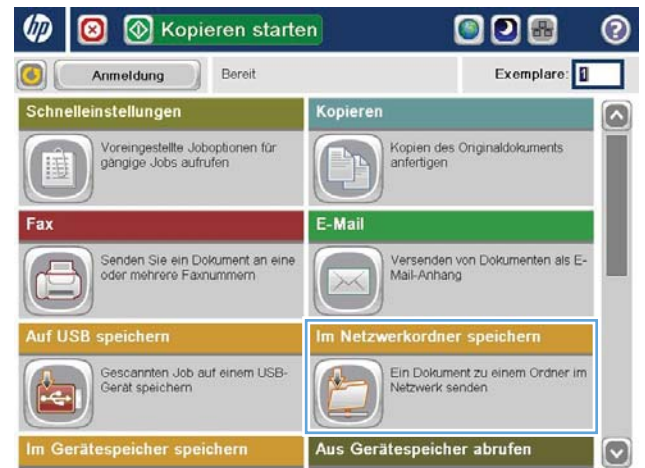 hp
Kopieren starten
?
Anmeldung
Bereit
Exemplare: 1
Schnelleinstellungen
Voreingestellte Joboptionen für
gängige Jobs aufrufen
Kopieren
Kopien des Originaldokuments
anfertigen
Fax
Senden Sie ein Dokument an eine
oder mehrere Faxnummern
E-Mail
Versenden von Dokumenten als E-
Mail-Anhang
Auf USB speichern
Gescannten Job auf einem USB-
Gerät speichern
Im Netzwerkordner speichern
Ein Dokument zu einem Ordner im
Netzwerk senden
Im Gerätespeicher speichern
Aus Gerätespeicher abrufen